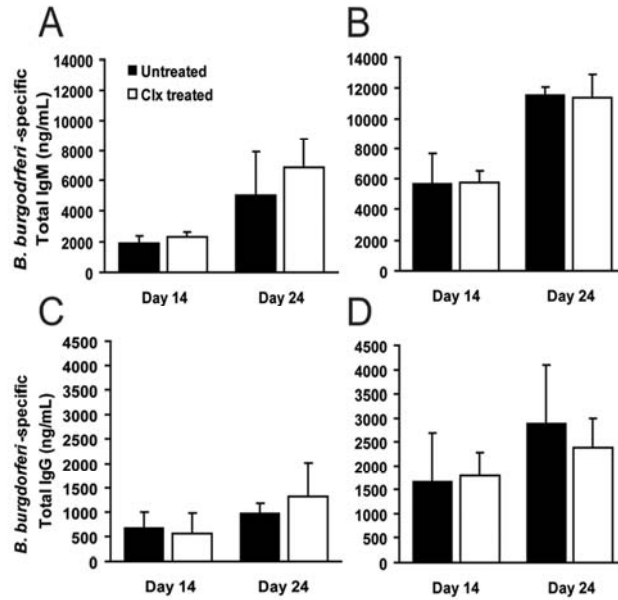 A
B. burgodrferi-specific
Total IgM (ng/mL)
14000
12000
10000
8000
6000
4000
2000
0
Untreated
Clx treated
Day 14
Day 24
B
14000
12000
10000
8000
6000
4000
2000
0
Day 14
Day 24
C
B. burgdorferi-specific
Total IgG (ng/mL)
4500
4000
3500
3000
2500
2000
1500
1000
500
0
Day 14
Day 24
D
4500
4000
3500
3000
2500
2000
1500
1000
500
0
Day 14
Day 24